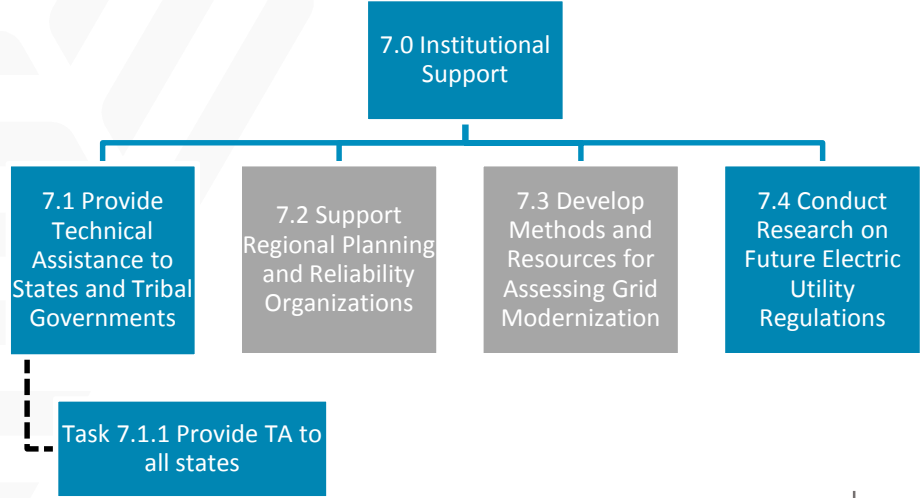 7.0 Institutional
Support
7.1 Provide
Technical
Assistance to
States and Tribal
Governments
7.2 Support
Regional Planning
and Reliability
Organizations
7.3 Develop
Methods and
Resources for
Assessing Grid
Modernization
7.4 Conduct
Research on
Future Electric
Utility
Regulations
Task 7.1.1 Provide TA to
all states